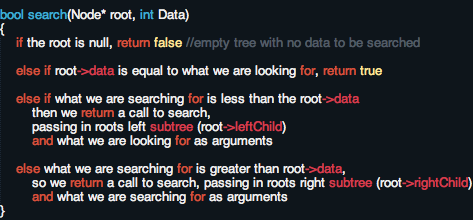 bool search(Node* root, int Data)
{
if the root is null, return false //empty tree with no data to be searched
else if root->data is equal to what we are looking for, return true
else if what we are searching for is less than the root->data
then we return a call to search,
passing in roots left subtree (root->leftChild)
and what we are looking for as arguments
else what we are searching for is greater than root->data,
so we return a call to search, passing in roots right subtree (root->rightChild)
and what we are searching for as arguments
}